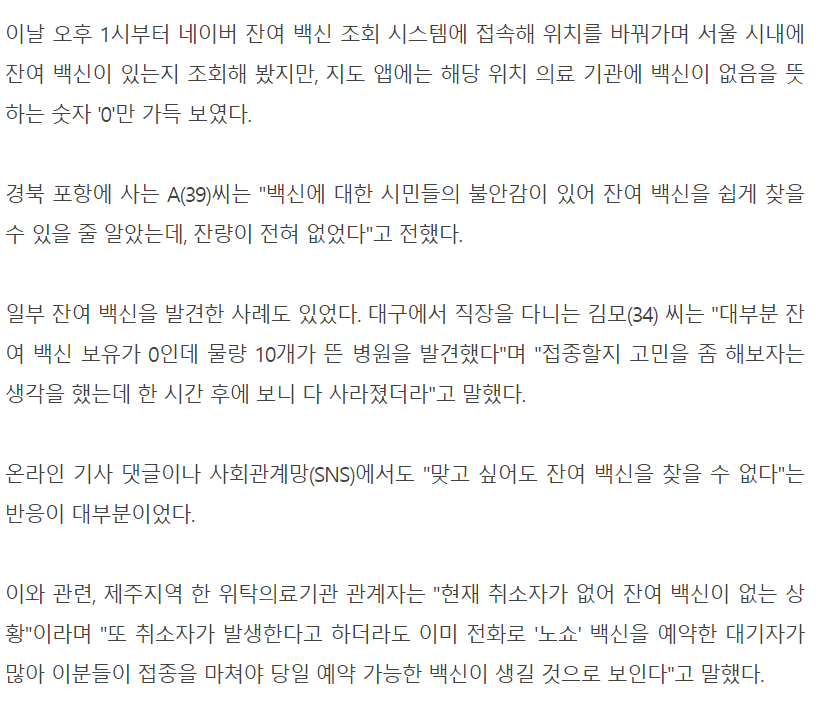 이날 오후 1시부터 네이버 잔여 백신 조회 시스템에 접속해 위치를 바꿔가며 서울 시내에
잔여 백신이 있는지 조회해 봤지만, 지도 앱에는 해당 위치 의료 기관에 백신이 없음을 뜻
하는 숫자 '0'만 가득 보였다.
경북 포항에 사는 A(39)씨는 "백신에 대한 시민들의 불안감이 있어 잔여 백신을 쉽게 찾을
수 있을 줄 알았는데, 잔량이 전혀 없었다"고 전했다.
일부 잔여 백신을 발견한 사례도 있었다. 대구에서 직장을 다니는 김모(34) 씨는 "대부분 잔
여 백신 보유가 0인데 물량 10개가 뜬 병원을 발견했다"며 "접종할지 고민을 좀 해보자는
생각을 했는데 한 시간 후에 보니 다 사라졌더라"고 말했다.
온라인 기사 댓글이나 사회관계망(SNS)에서도 "맞고 싶어도 잔여 백신을 찾을 수 없다"는
반응이 대부분이었다.
이와 관련, 제주지역 한 위탁의료기관 관계자는 "현재 취소자가 없어 잔여 백신이 없는 상
황"이라며 "또 취소자가 발생한다고 하더라도 이미 전화로 '노쇼' 백신을 예약한 대기자가
많아 이분들이 접종을 마쳐야 당일 예약 가능한 백신이 생길 것으로 보인다"고 말했다.